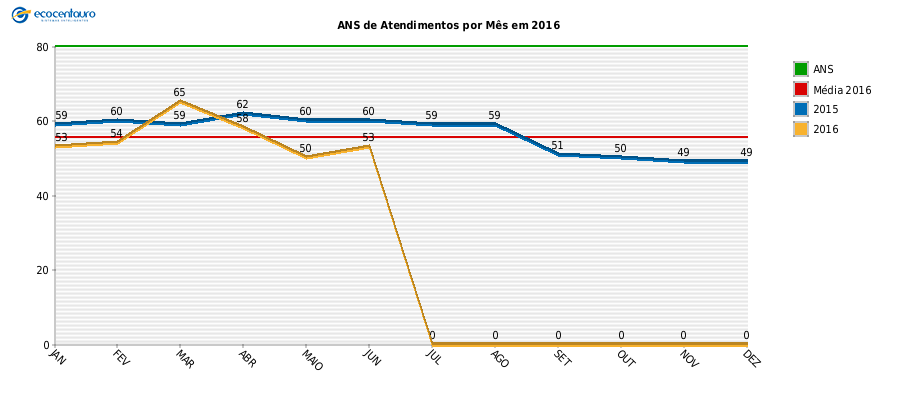 ecocentauro
ANS de Atendimentos por Mês em 2016
80
60
40
20
0
59 60 59 62 60 60 59 59 51 50 49 49
53 54 65 58 50 53 0 0 0 0 0 0
JAN FEV MAR ABR MAIO JUN JUL AGO SET OUT NOV DEZ
ANS
Média 2016
2015
2016